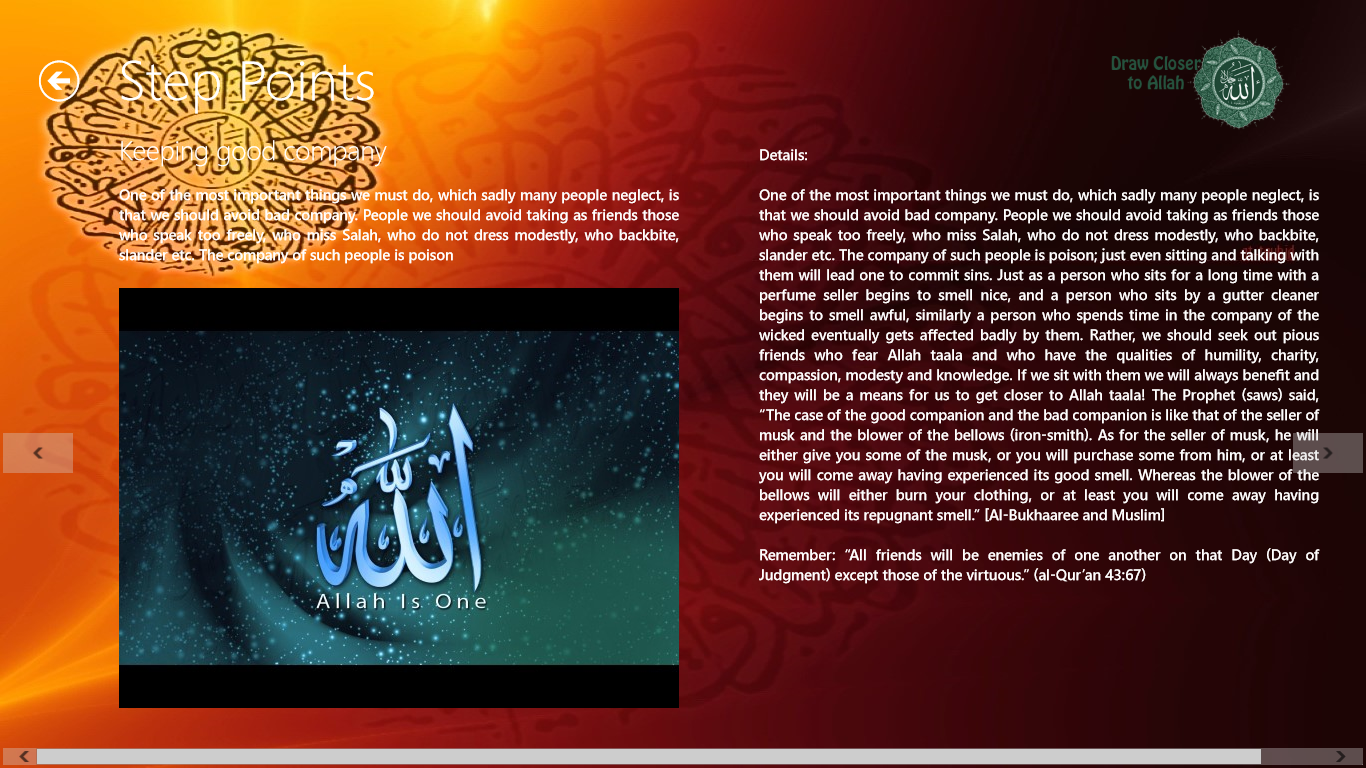 Step Points
Draw Closer
to Allah
الله
Keeping good company
One of the most important things we must do, which sadly many people neglect, is
that we should avoid bad company. People we should avoid taking as friends those
who speak too freely, who miss Salah, who do not dress modestly, who backbite,
slander etc. The company of such people is poison
الله
Allah Is One
Details:
One of the most important things we must do, which sadly many people neglect, is
that we should avoid bad company. People we should avoid taking as friends those
who speak too freely, who miss Salah, who do not dress modestly, who backbite,
slander etc. The company of such people is poison; just even sitting and talking with
them will lead one to commit sins. Just as a person who sits for a long time with a
perfume seller begins to smell nice, and a person who sits by a gutter cleaner
begins to smell awful, similarly a person who spends time in the company of the
wicked eventually gets affected badly by them. Rather, we should seek out pious
friends who fear Allah taala and who have the qualities of humility, charity,
compassion, modesty and knowledge. If we sit with them we will always benefit and
they will be a means for us to get closer to Allah taala! The Prophet (saws) said,
“The case of the good companion and the bad companion is like that of the seller of
musk and the blower of the bellows (iron-smith). As for the seller of musk, he will
either give you some of the musk, or you will purchase some from him, or at least
you will come away having experienced its good smell. Whereas the blower of the
bellows will either burn your clothing, or at least you will come away having
experienced its repugnant smell.” [Al-Bukhaaree and Muslim]
Remember: “All friends will be enemies of one another on that Day (Day of
Judgment) except those of the virtuous.” (al-Qur’an 43:67)